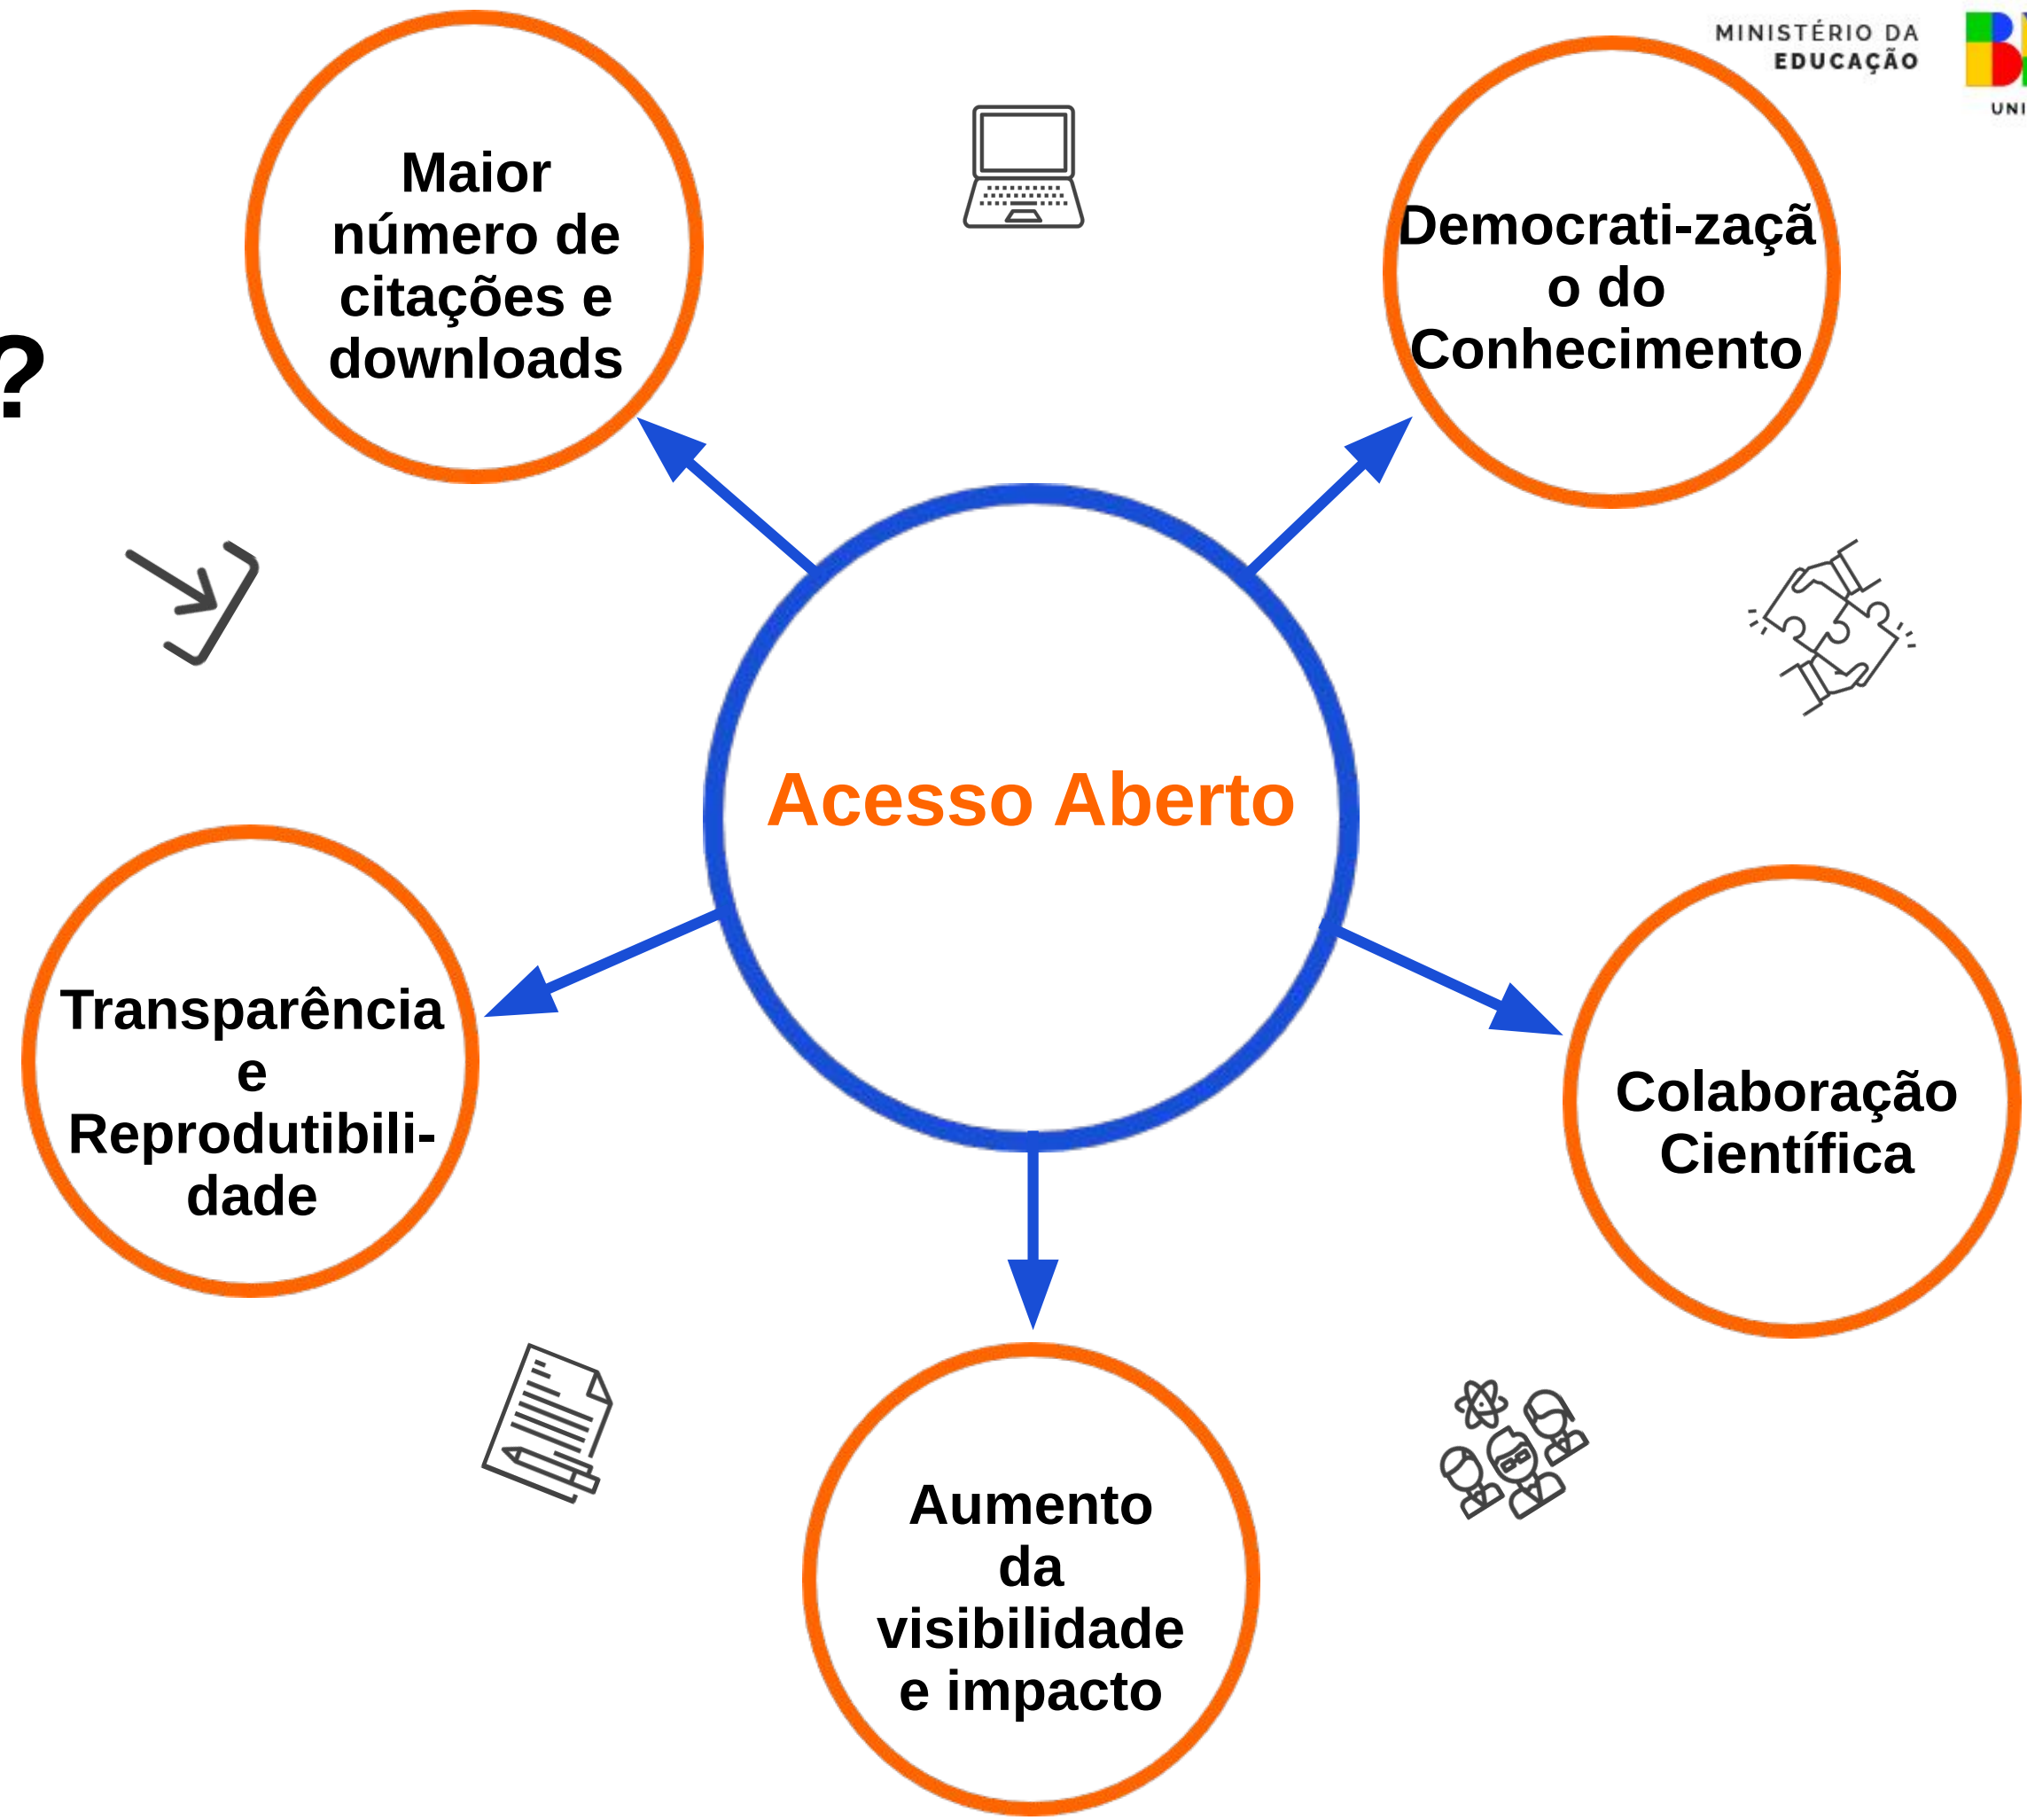 MINISTÉRIO DA
EDUCAÇÃO
UNI
?
Maior
número de
citações e
downloads
Democrati-zaçã
o do
Conhecimento
Acesso Aberto
Transparência
e
Reprodutibili-
dade
Colaboração
Científica
Aumento
da
visibilidade
e impacto